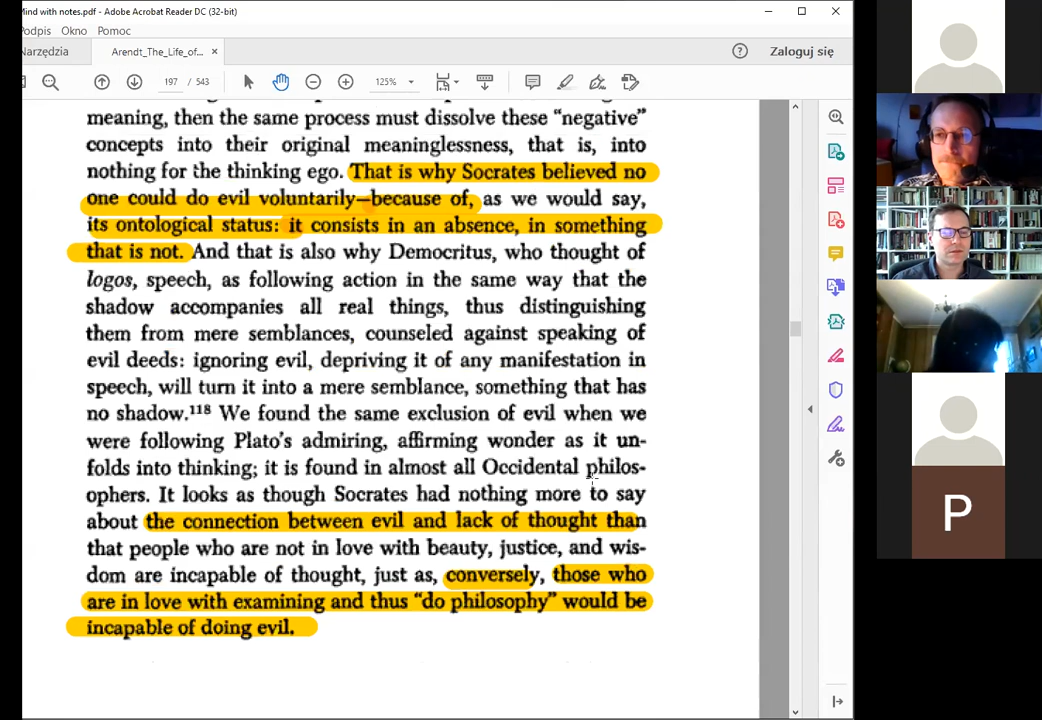 Mind with notes.pdf - Adobe Acrobat Reader DC (32-bit)
Podpis Okno Pomoc
Narzędzia Arendt_The_Life_of... × Zaloguj się
197 / 543 125%
meaning, then the same process must dissolve these “negative”
concepts into their original meaninglessness, that is, into
nothing for the thinking ego. That is why Socrates believed no
one could do evil voluntarily—because of, as we would say,
its ontological status: it consists in an absence, in something
that is not. And that is also why Democritus, who thought of
logos, speech, as following action in the same way that the
shadow accompanies all real things, thus distinguishing
them from mere semblances, counseled against speaking of
evil deeds: ignoring evil, depriving it of any manifestation in
speech, will turn it into a mere semblance, something that has
no shadow.¹¹⁸ We found the same exclusion of evil when we
were following Plato’s admiring, affirming wonder as it un-
folds into thinking; it is found in almost all Occidental philos-
ophers. It looks as though Socrates had nothing more to say
about the connection between evil and lack of thought than
that people who are not in love with beauty, justice, and wis-
dom are incapable of thought, just as, conversely, those who
are in love with examining and thus “do philosophy” would be
incapable of doing evil.
P